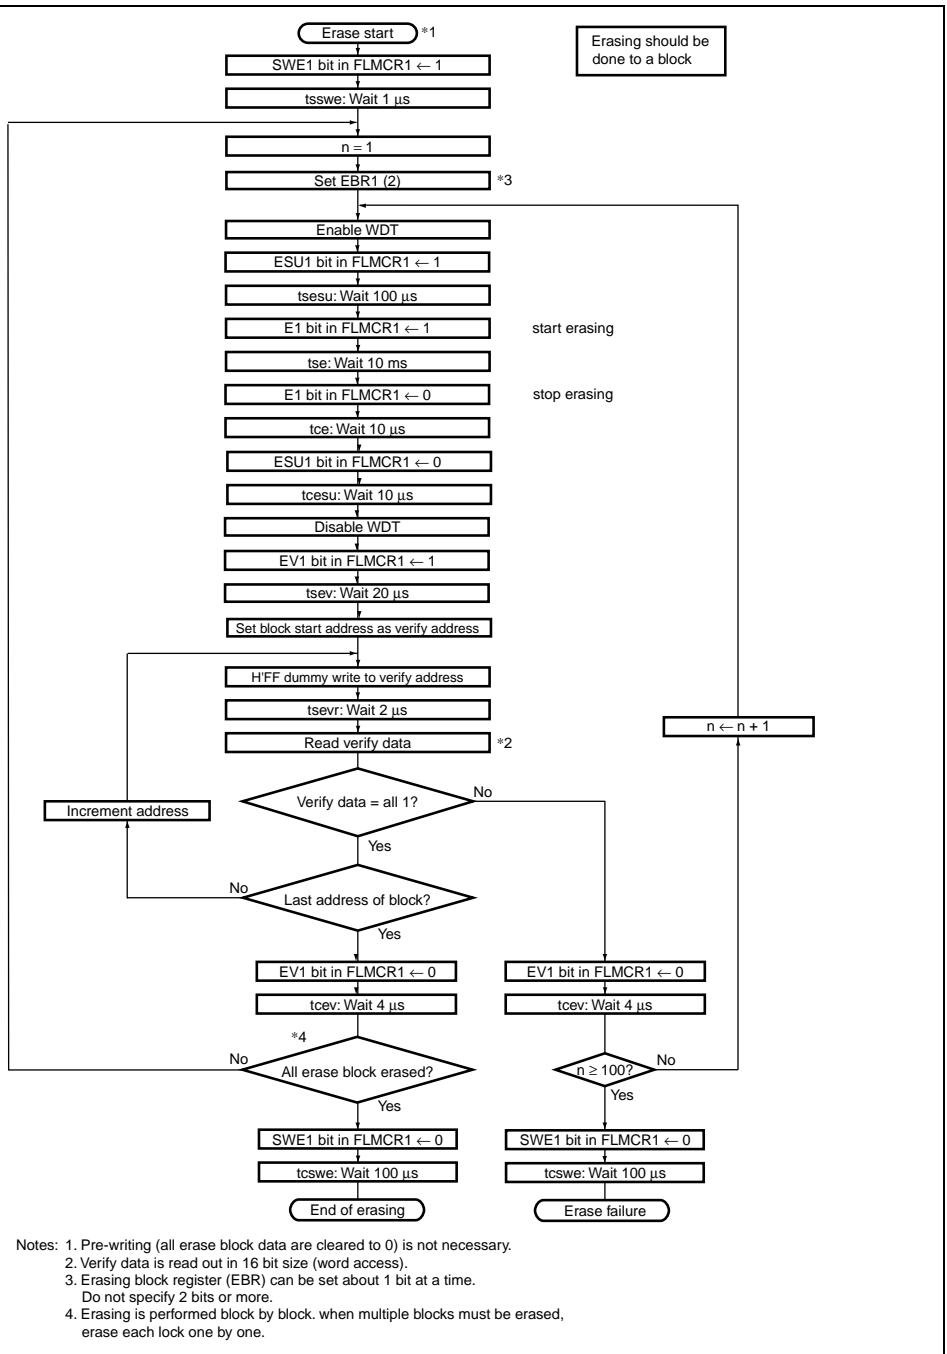 Erase start
*1
Erasing should be
done to a block
SWE1 bit in FLMCR1 ← 1
tsswe: Wait 1 μs
n = 1
Set EBR1 (2)
*3
Enable WDT
ESU1 bit in FLMCR1 ← 1
tsesu: Wait 100 μs
E1 bit in FLMCR1 ← 1
start erasing
tse: Wait 10 ms
E1 bit in FLMCR1 ← 0
stop erasing
tce: Wait 10 μs
ESU1 bit in FLMCR1 ← 0
tcesu: Wait 10 μs
Disable WDT
EV1 bit in FLMCR1 ← 1
tsev: Wait 20 μs
Set block start address as verify address
H'FF dummy write to verify address
tsevr: Wait 2 μs
n ← n + 1
Read verify data
*2
Verify data = all 1?
No
Increment address
Yes
No
Last address of block?
Yes
EV1 bit in FLMCR1 ← 0
EV1 bit in FLMCR1 ← 0
tcev: Wait 4 μs
tcev: Wait 4 μs
*4
No
All erase block erased?
n ≥ 100?
No
Yes
Yes
SWE1 bit in FLMCR1 ← 0
SWE1 bit in FLMCR1 ← 0
tcswe: Wait 100 μs
tcswe: Wait 100 μs
End of erasing
Erase failure
Notes: 1. Pre-writing (all erase block data are cleared to 0) is not necessary.
2. Verify data is read out in 16 bit size (word access).
3. Erasing block register (EBR) can be set about 1 bit at a time.
Do not specify 2 bits or more.
4. Erasing is performed block by block. when multiple blocks must be erased,
erase each lock one by one.